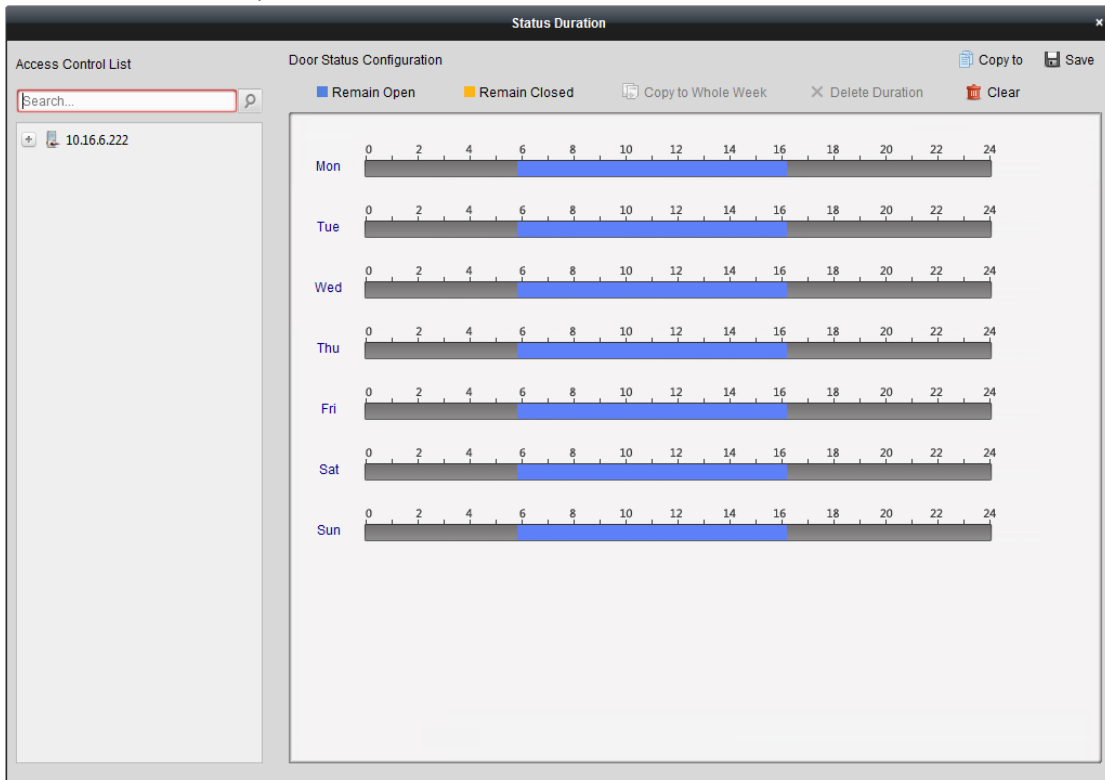 Status Duration ×
Access Control List
Door Status Configuration
Copy to
Save
Search...
Remain Open
Remain Closed
Copy to Whole Week
Delete Duration
Clear
10.16.6.222
0 2 4 6 8 10 12 14 16 18 20 22 24
Mon
0 2 4 6 8 10 12 14 16 18 20 22 24
Tue
0 2 4 6 8 10 12 14 16 18 20 22 24
Wed
0 2 4 6 8 10 12 14 16 18 20 22 24
Thu
0 2 4 6 8 10 12 14 16 18 20 22 24
Fri
0 2 4 6 8 10 12 14 16 18 20 22 24
Sat
0 2 4 6 8 10 12 14 16 18 20 22 24
Sun